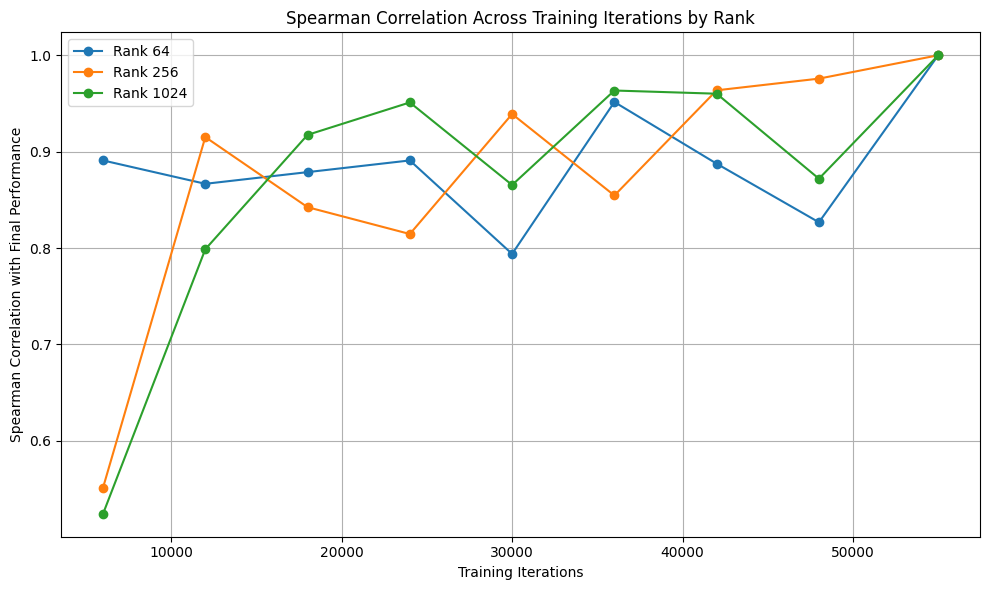 Spearman Correlation Across Training Iterations by Rank
Rank 64
Rank 256
Rank 1024
Spearman Correlation with Final Performance
1.0
0.9
0.8
0.7
0.6
10000
20000
30000
40000
50000
Training Iterations